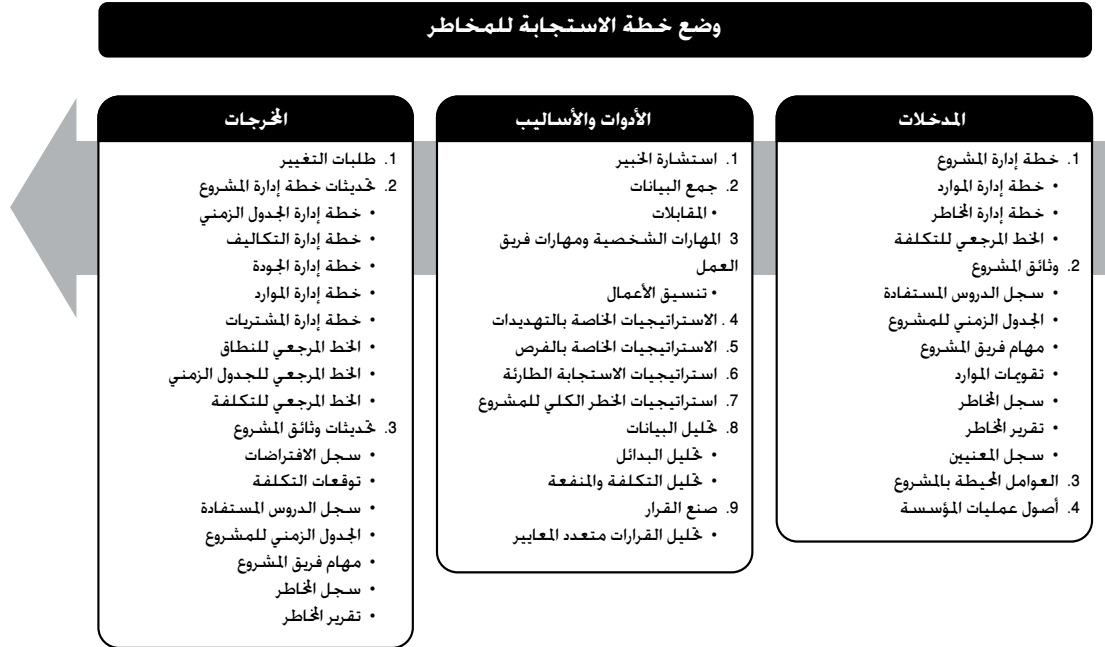 وضع خطة الاستجابة للمخاطر
المدخلات
1. خطة إدارة المشروع
• خطة إدارة الموارد
• خطة إدارة المخاطر
• الخط المرجعي للتكلفة
2. وثائق المشروع
• سجل الدروس المستفادة
• الجدول الزمني للمشروع
• مهام فريق المشروع
• تقويمات الموارد
• سجل المخاطر
• تقرير المخاطر
• سجل المعنيين
3. العوامل المحيطة بالمشروع
4. أصول عمليات المؤسسة
الأدوات والأساليب
1. استشارة الخبير
2. جمع البيانات
• المقابلات
3 المهارات الشخصية ومهارات فريق
العمل
• تنسيق الأعمال
4 . الاستراتيجيات الخاصة بالتهديدات
5. الاستراتيجيات الخاصة بالفرص
6. استراتيجيات الاستجابة الطارئة
7. استراتيجيات الخطر الكلي للمشروع
8. تحليل البيانات
• تحليل البدائل
• تحليل التكلفة والمنفعة
9. صنع القرار
• تحليل القرارات متعدد المعايير
المخرجات
1. طلبات التغيير
2. تحديثات خطة إدارة المشروع
• خطة إدارة الجدول الزمني
• خطة إدارة التكاليف
• خطة إدارة الجودة
• خطة إدارة الموارد
• خطة إدارة المشتريات
• الخط المرجعي للنطاق
• الخط المرجعي للجدول الزمني
• الخط المرجعي للتكلفة
3. تحديثات وثائق المشروع
• سجل الافتراضات
• توقعات التكلفة
• سجل الدروس المستفادة
• الجدول الزمني للمشروع
• مهام فريق المشروع
• سجل المخاطر
• تقرير المخاطر